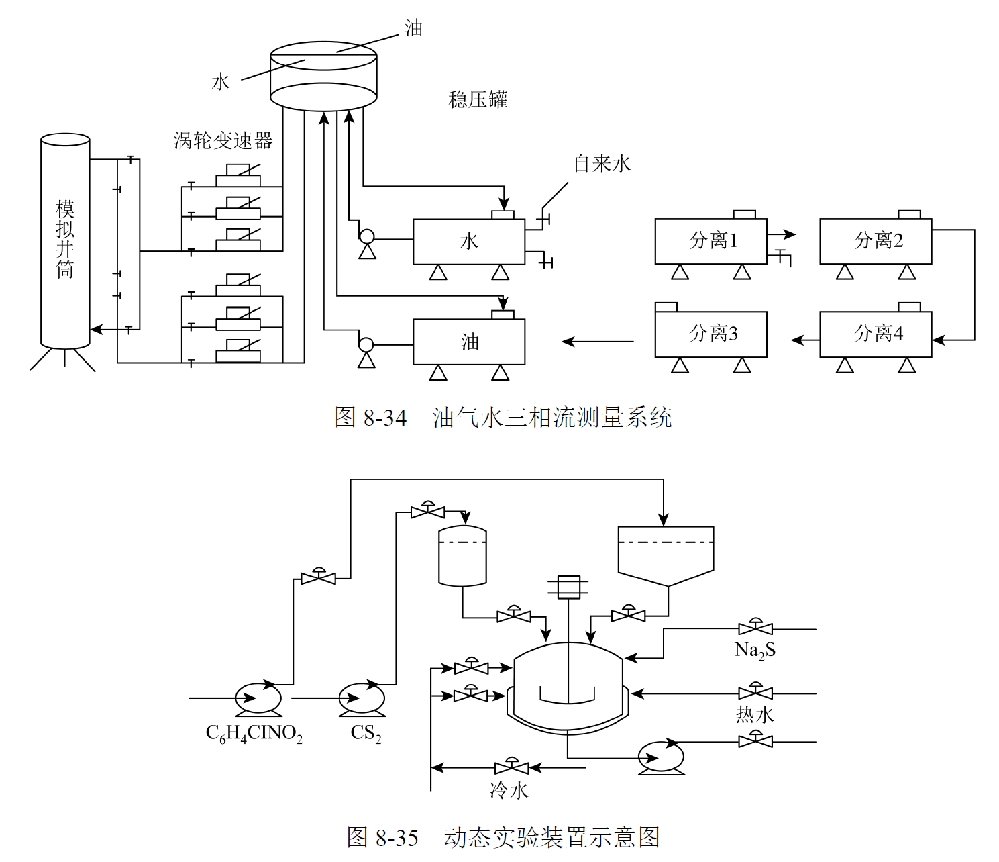 油
水
稳压罐
涡轮变速器
自来水
模拟井筒
水
分离1
分离2
油
分离3
分离4
图 8-34 油气水三相流测量系统
Na₂S
热水
C₆H₄CINO₂
CS₂
冷水
图 8-35 动态实验装置示意图